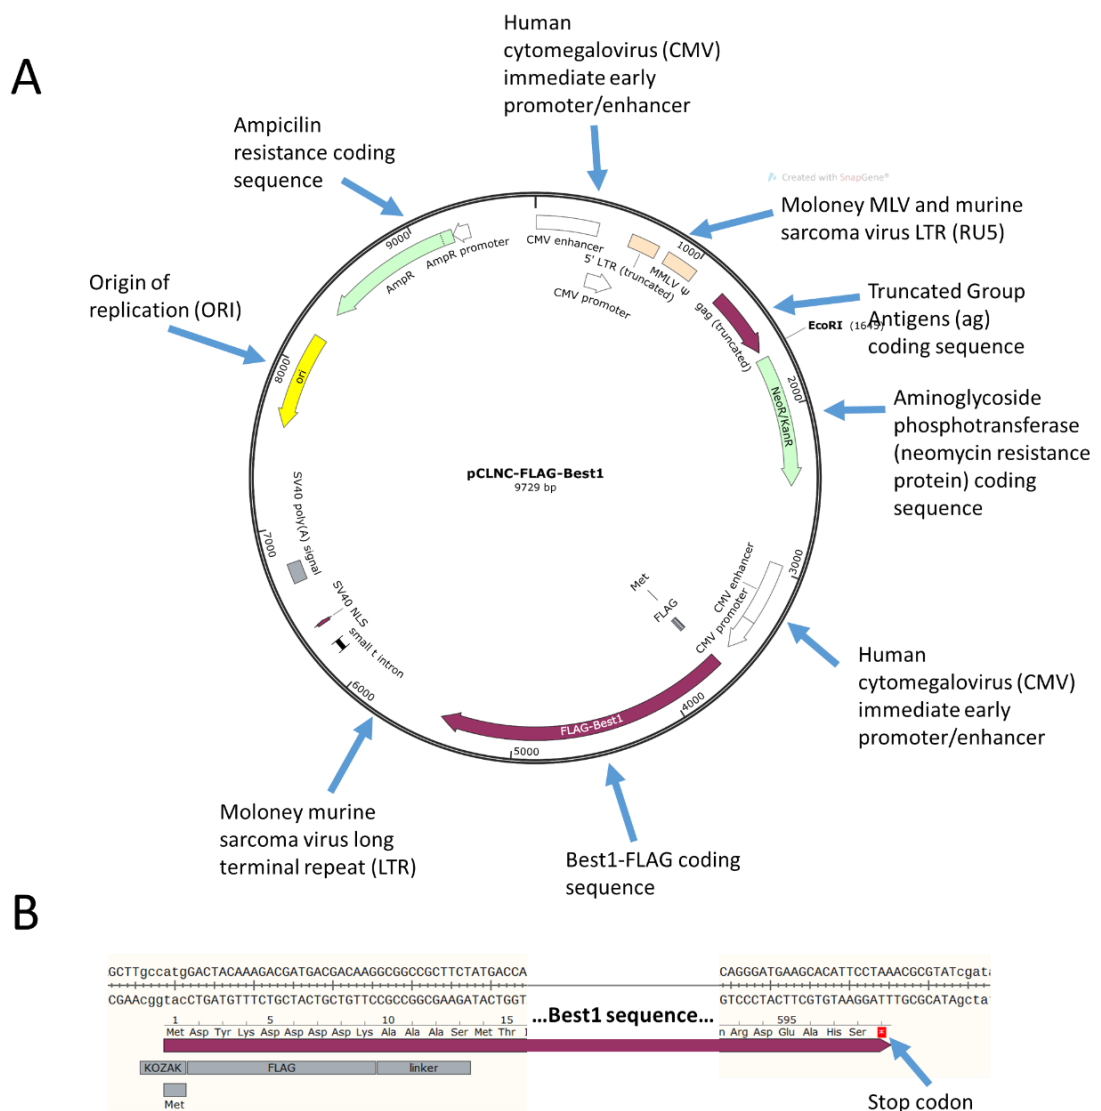 A
Human
cytomegalovirus (CMV)
immediate early
promoter/enhancer
Ampicilin
resistance coding
sequence
Created with SnapGene®
Moloney MLV and murine
sarcoma virus LTR (RU5)
Origin of
replication (ORI)
Truncated Group
Antigens (ag)
coding sequence
Aminoglycoside
phosphotransferase
(neomycin resistance
protein) coding
sequence
9000
AmpR promoter
AmpR
CMV enhancer
5' LTR (truncated)
1000
MMLV Ψ
CMV promoter
gag (truncated)
EcoRI (1645)
8000
ori
2000
NeoR/KanR
pCLNC-FLAG-Best1
9729 bp
7000
SV40 poly(A) signal
SV40 NLS
small t intron
Met
FLAG
CMV enhancer
CMV promoter
3000
6000
FLAG-Best1
4000
5000
Human
cytomegalovirus (CMV)
immediate early
promoter/enhancer
Moloney murine
sarcoma virus long
terminal repeat (LTR)
Best1-FLAG coding
sequence
B
GCTTgccatgGACTACAAAGACGATGACGACAAGGCGGCCGCTTCTATGACCA
CAGGGATGAAGCACATTCCTAAACGCGTATcgat
CGAAcggtacCTGATGTTTCTGCTACTGCTGTTCCGCCGGCGAAGATACTGGT
GTCCCTACTTCGTGTAAGGATTTGCGCATAgcta
...Best1 sequence...
1 5 10 15
595
Met Asp Tyr Lys Asp Asp Asp Asp Lys Ala Ala Ala Ser Met Thr
Arg Asp Glu Ala His Ser *
KOZAK FLAG linker
Met
Stop codon